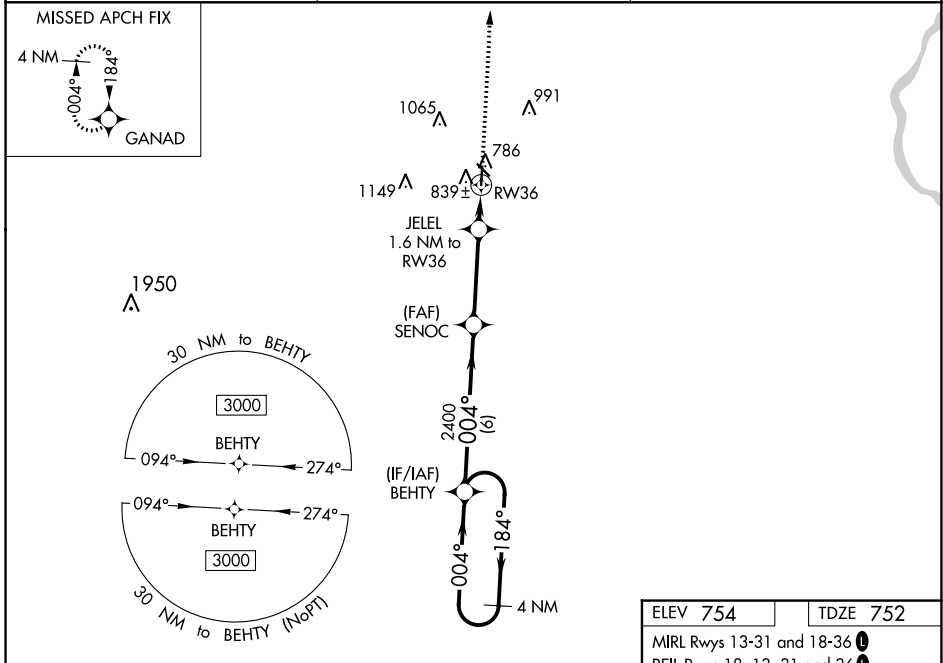 MISSED APCH FIX
4 NM
004°
184°
GANAD
1065
991
786
1149
839±
RW36
JELEL
1.6 NM to
RW36
1950
(FAF)
SENOC
30 NM to BEHTY
3000
BEHTY
094°
274°
2400
004°
(6)
(IF/IAF)
BEHTY
094°
274°
BEHTY
3000
30 NM to BEHTY (NoPT)
004°
184°
4 NM
ELEV 754
TDZE 752
MIRL Rwys 13-31 and 18-36 L